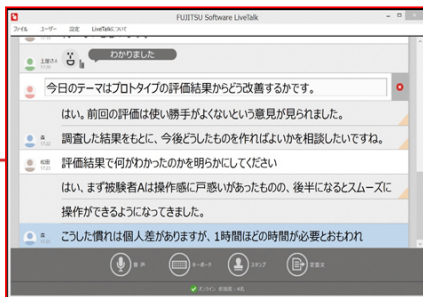 FUJITSU Software LiveTalk
ファイル ユーザー 設定 LiveTalkについて
わかりました
今日のテーマはプロトタイプの評価結果からどう改善するかです。
はい。前回の評価は使い勝手がよくないという意見が見られました。
森 調査した結果をもとに、今後どうしたものを作ればよいかを相談したいですね。
松田 評価結果で何がわかったのかを明らかにしてください
はい、まず被験者Aは操作感に戸惑いがあったものの、後半になるとスムーズに
操作ができるようになってきました。
森 こうした慣れは個人差がありますが、1時間ほどの時間が必要とおもわれ
音声 キーボード スタンプ 定型文
オンライン